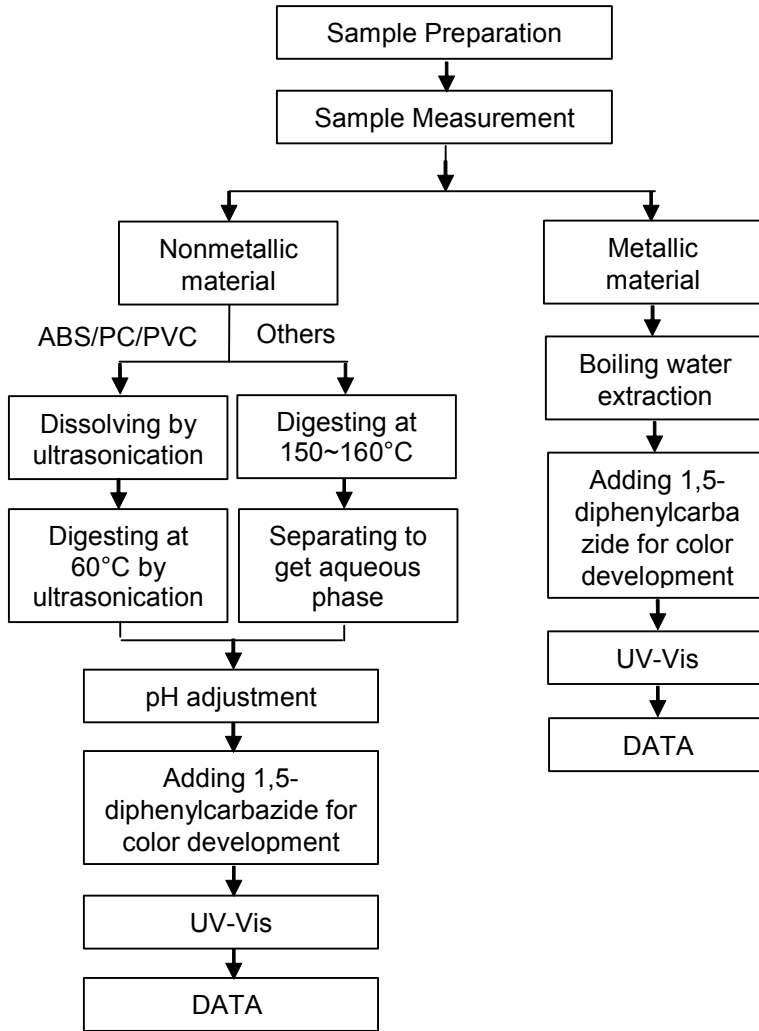 Sample Preparation
Sample Measurement
Nonmetallic
material
Metallic
material
ABS/PC/PVC
Others
Boiling water
extraction
Dissolving by
ultrasonication
Digesting at
150~160°C
Adding 1,5-
diphenylcarba
zide for color
development
Digesting at
60°C by
ultrasonication
Separating to
get aqueous
phase
UV-Vis
pH adjustment
DATA
Adding 1,5-
diphenylcarbazide for
color development
UV-Vis
DATA